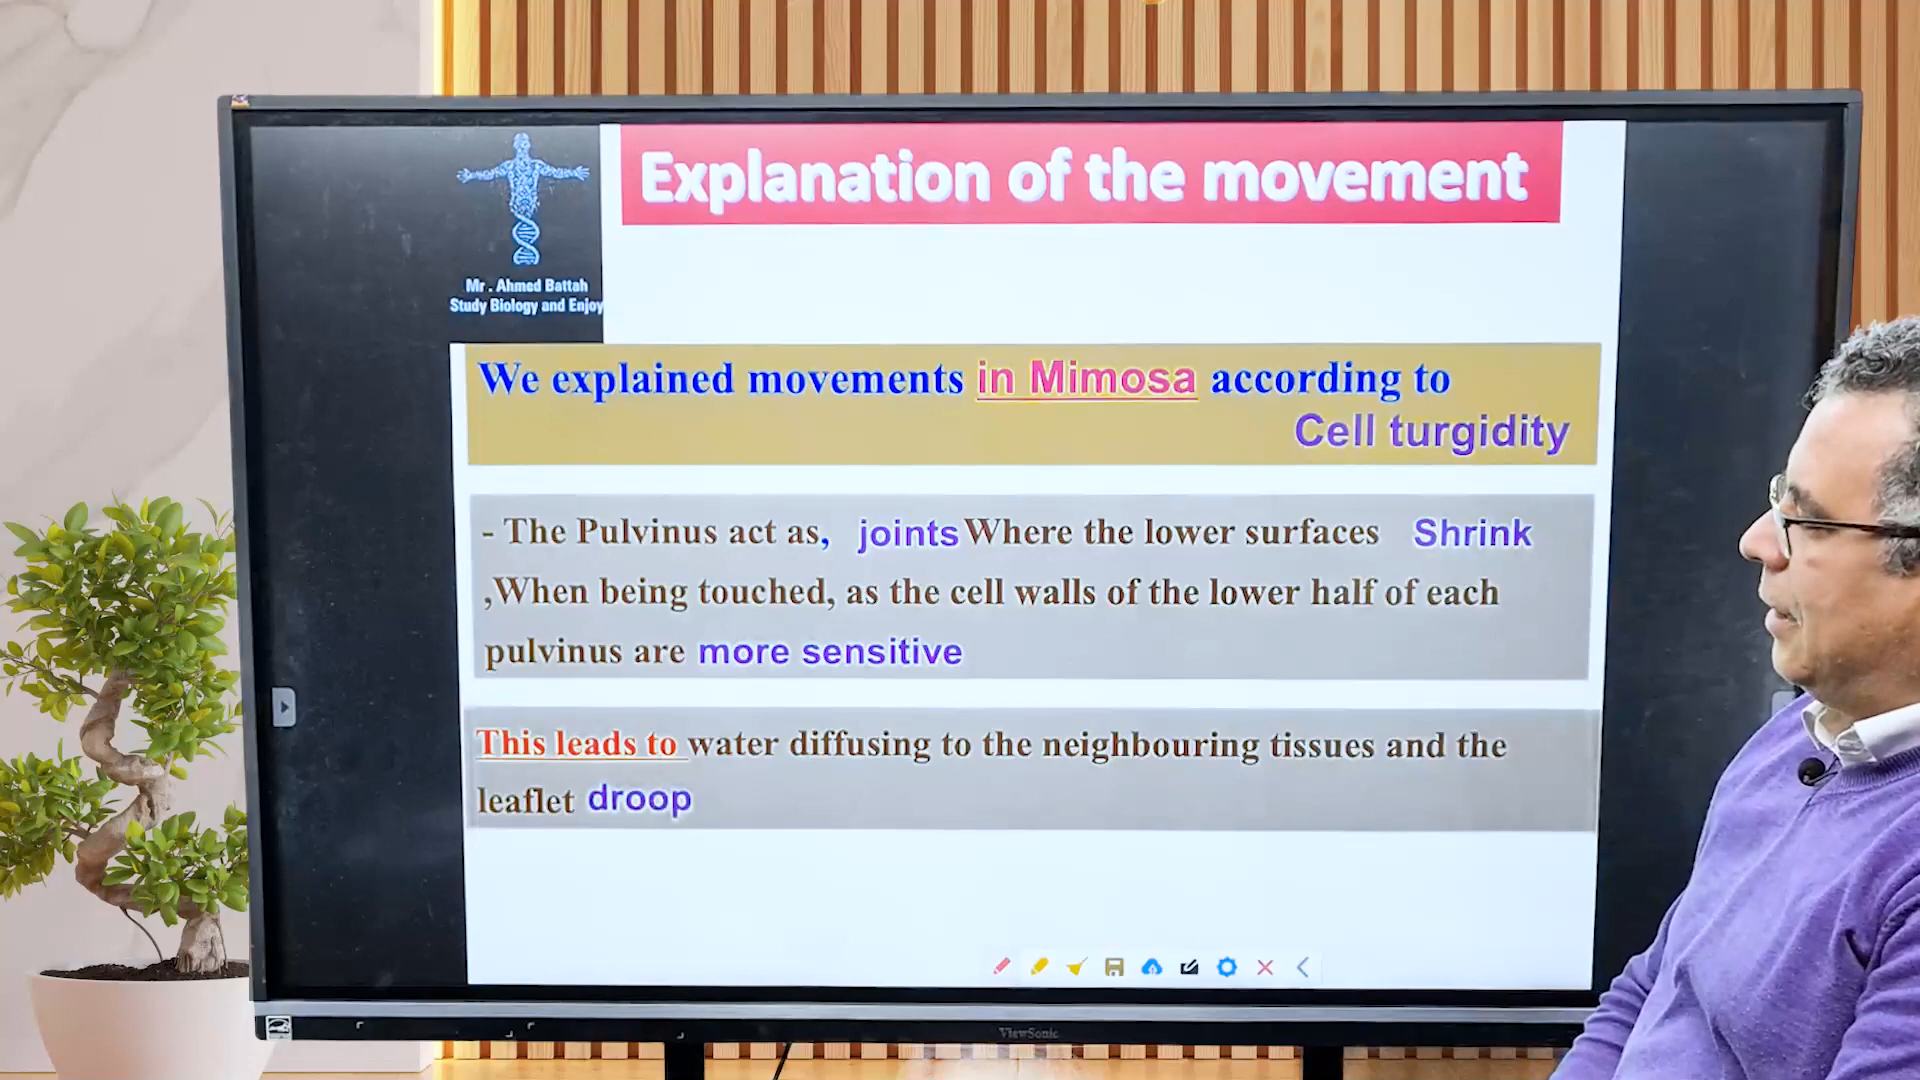 Explanation of the movement
Mr . Ahmed Battah
Study Biology and Enjoy
We explained movements in Mimosa according to
Cell turgidity
- The Pulvinus act as, joints Where the lower surfaces Shrink
,When being touched, as the cell walls of the lower half of each
pulvinus are more sensitive
This leads to water diffusing to the neighbouring tissues and the
leaflet droop
ViewSonic